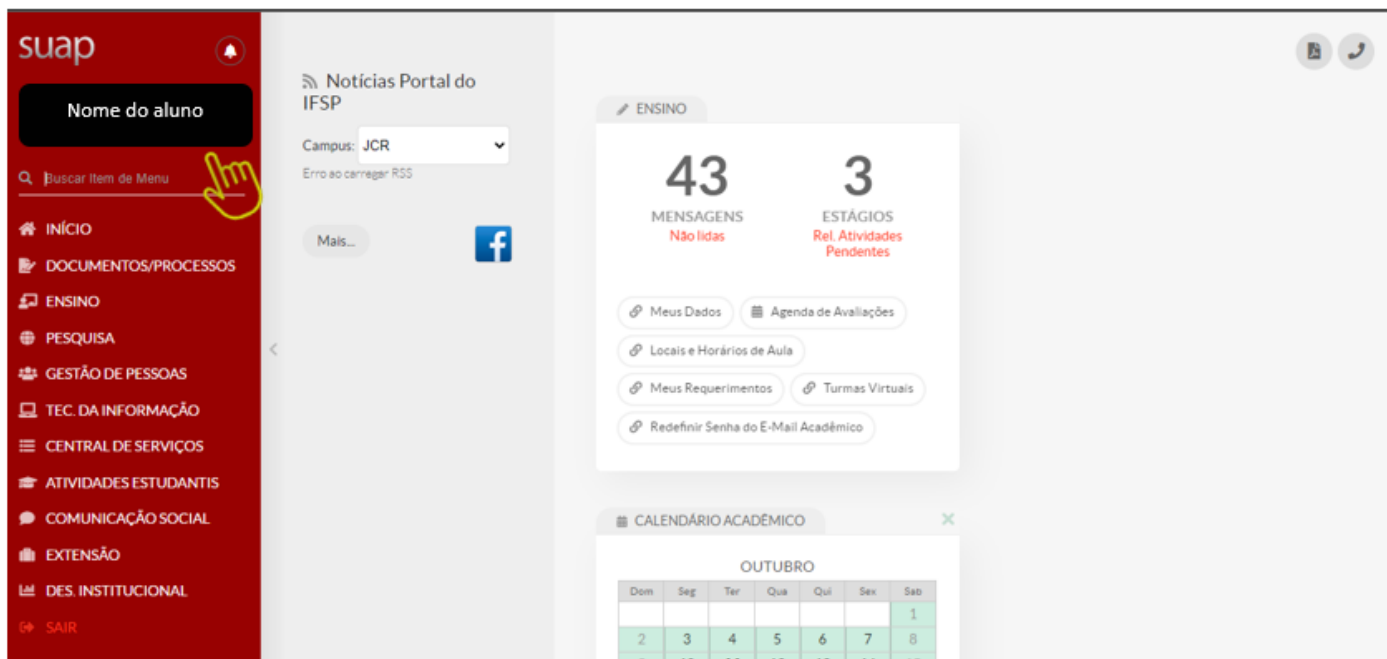 suap
Nome do aluno
Buscar Item de Menu
INÍCIO
DOCUMENTOS/PROCESSOS
ENSINO
PESQUISA
GESTÃO DE PESSOAS
TEC. DA INFORMAÇÃO
CENTRAL DE SERVIÇOS
ATIVIDADES ESTUDANTIS
COMUNICAÇÃO SOCIAL
EXTENSÃO
DES. INSTITUCIONAL
SAIR
Notícias Portal do
IFSP
Campus: JCR
Erro ao carregar RSS
Mais...
ENSINO
43 3
MENSAGENS ESTÁGIOS
Não lidas Rel. Atividades
Pendentes
Meus Dados Agenda de Avaliações
Locais e Horários de Aula
Meus Requerimentos Turmas Virtuais
Redefinir Senha do E-Mail Acadêmico
CALENDÁRIO ACADÊMICO
OUTUBRO
Dom Seg Ter Qua Qui Sex Sab
1
2 3 4 5 6 7 8